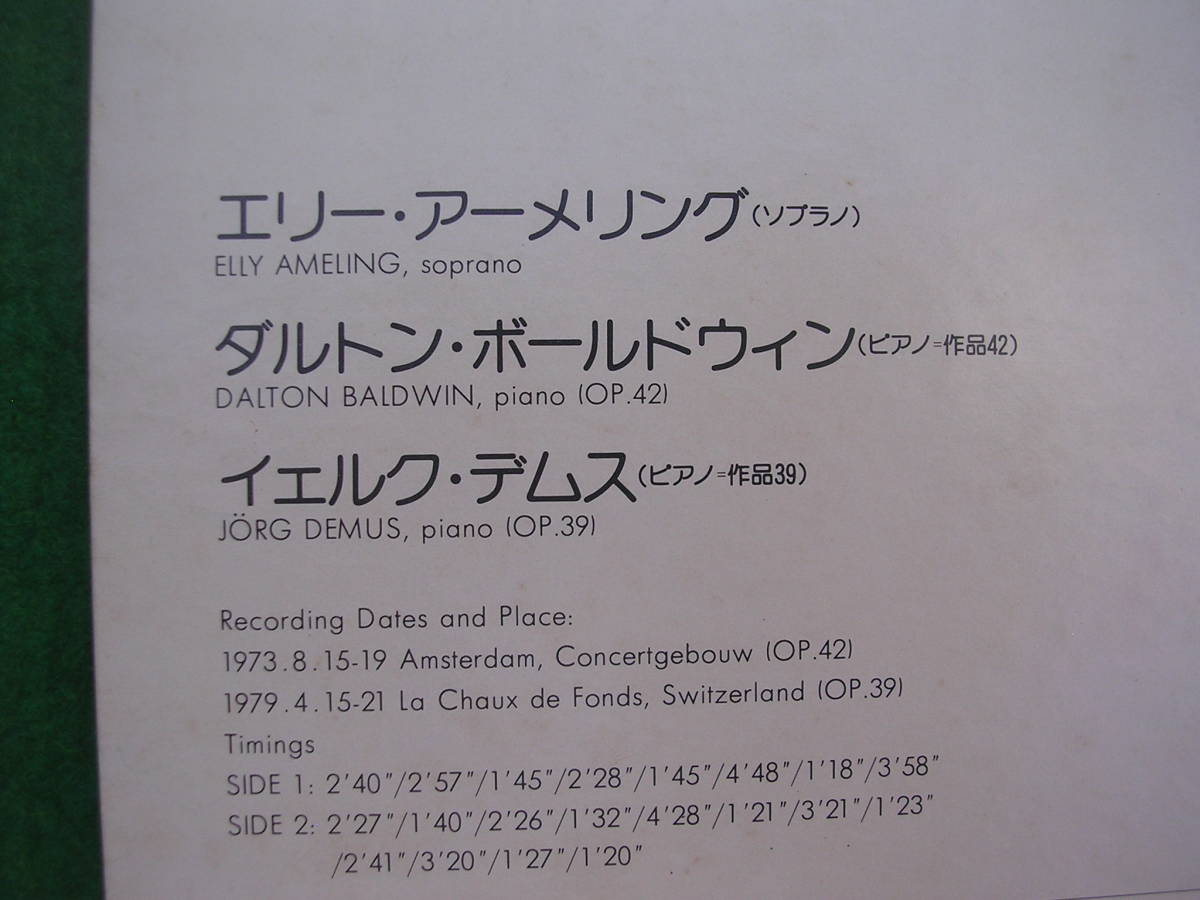 エリー・アーメリング(ソプラノ)
ELLY AMELING, soprano
ダルトン・ボールドウィン(ピアノ=作品42)
DALTON BALDWIN, piano (OP.42)
イェルク・デムス(ピアノ=作品39)
JÖRG DEMUS, piano (OP.39)
Recording Dates and Place:
1973.8.15-19 Amsterdam, Concertgebouw (OP.42)
1979.4.15-21 La Chaux de Fonds, Switzerland (OP.39)
Timings
SIDE 1: 2'40"/2'57"/1'45"/2'28"/1'45"/4'48"/1'18"/3'58"
SIDE 2: 2'27"/1'40"/2'26"/1'32"/4'28"/1'21"/3'21"/1'23"
/2'41"/3'20"/1'27"/1'20"